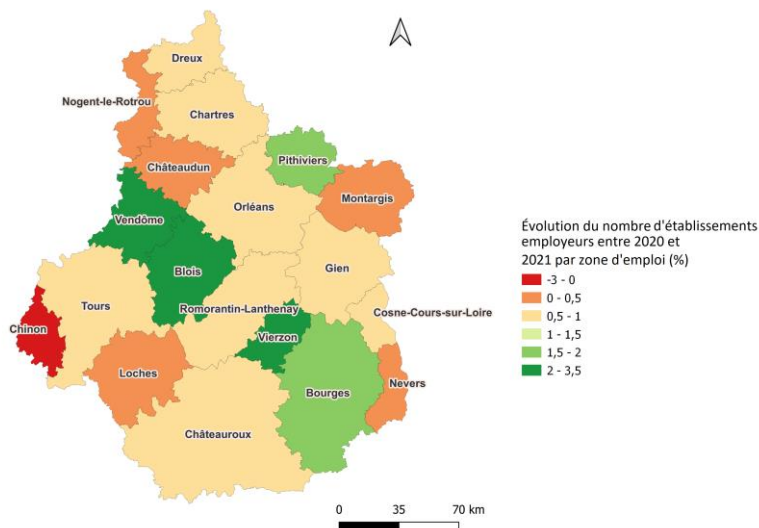 Dreux
Nogent-le-Rotrou
Chartres
Châteaudun
Pithiviers
Montargis
Orléans
Vendôme
Blois
Gien
Tours
Romorantin-Lanthenay
Cosne-Cours-sur-Loire
Chinon
Vierzon
Loches
Nevers
Bourges
Châteauroux
0 35 70 km
Évolution du nombre d'établissements
employeurs entre 2020 et
2021 par zone d'emploi (%)
-3 - 0
0 - 0,5
0,5 - 1
1 - 1,5
1,5 - 2
2 - 3,5